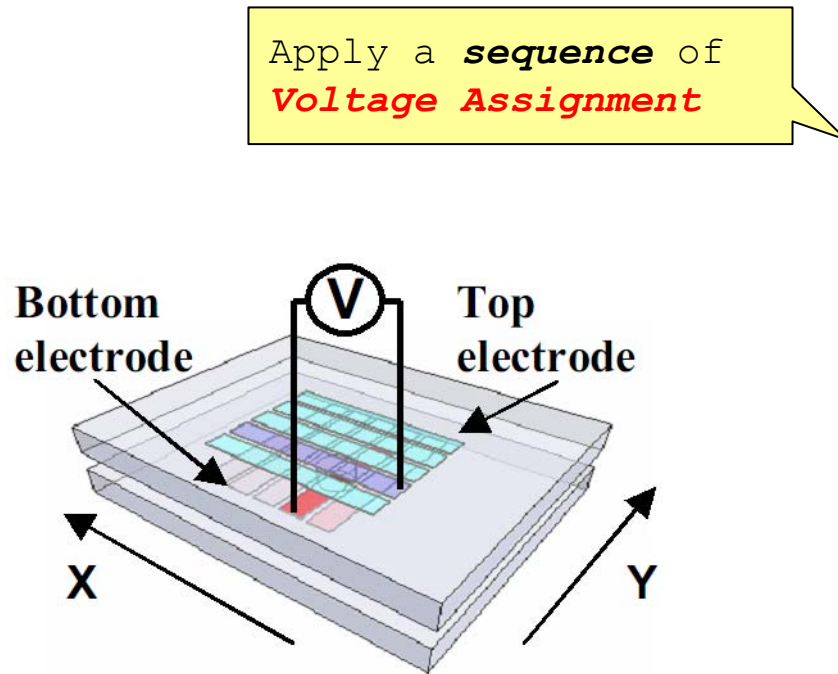 Apply a sequence of
Voltage Assignment
V
Bottom
electrode
Top
electrode
X
Y